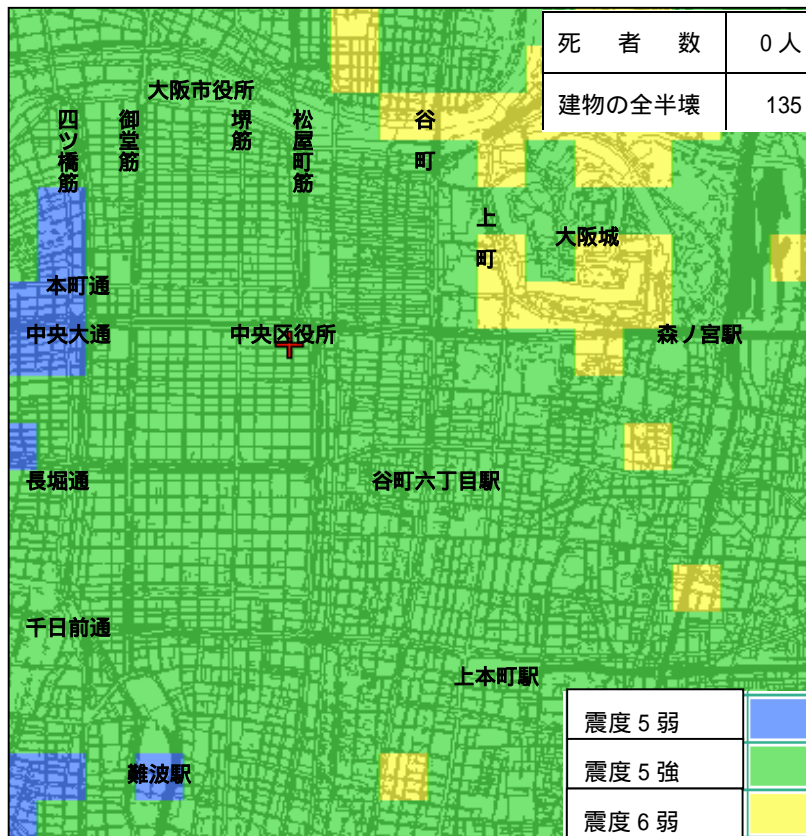 死者数 0人
建物の全半壊 135
大阪市役所
四ツ橋筋
御堂筋
堺筋
松屋町筋
谷町
上町
大阪城
本町通
中央大通
中央区役所
森ノ宮駅
長堀通
谷町六丁目駅
千日前通
上本町駅
難波駅
震度5弱
震度5強
震度6弱